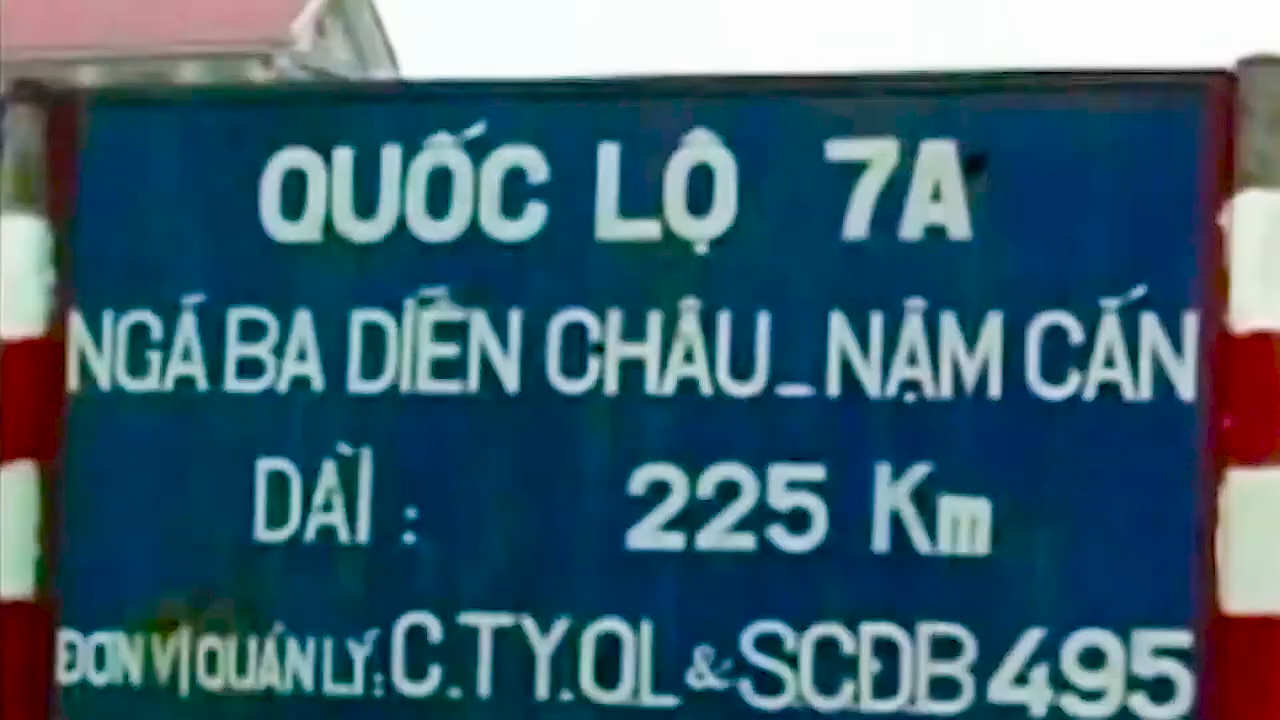 QUỐC LỘ 7A
NGÃ BA DIỄN CHÂU_NẬM CẮN
DÀI : 225 Km
ĐƠN VỊ QUẢN LÝ: C.TY.QL & SCĐB 495